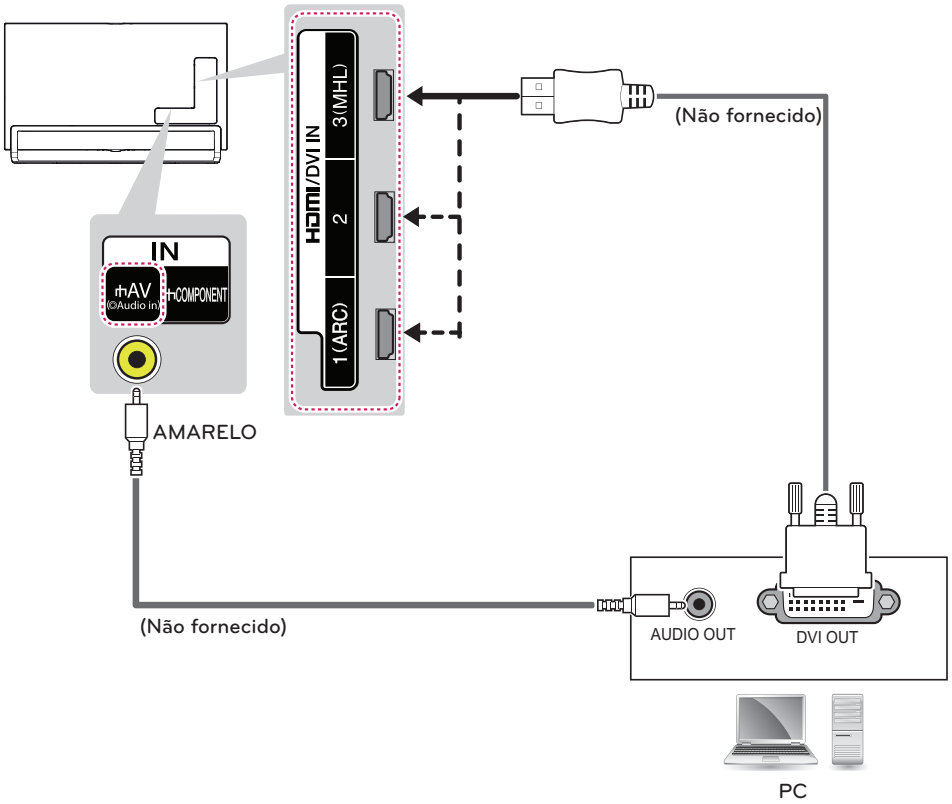 HDMI/DVI IN
3(MHL)
2
1(ARC)
(Não fornecido)
IN
AV
(Audio in)
COMPONENT
AMARELO
(Não fornecido)
AUDIO OUT
DVI OUT
PC